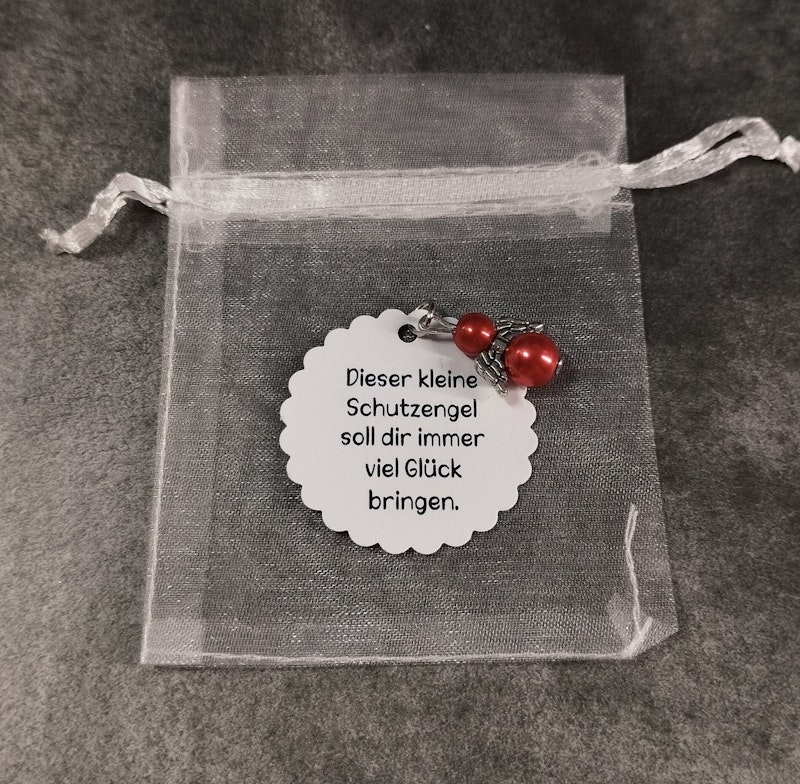 Dieser kleine
Schutzengel
soll dir immer
viel Glück
bringen.